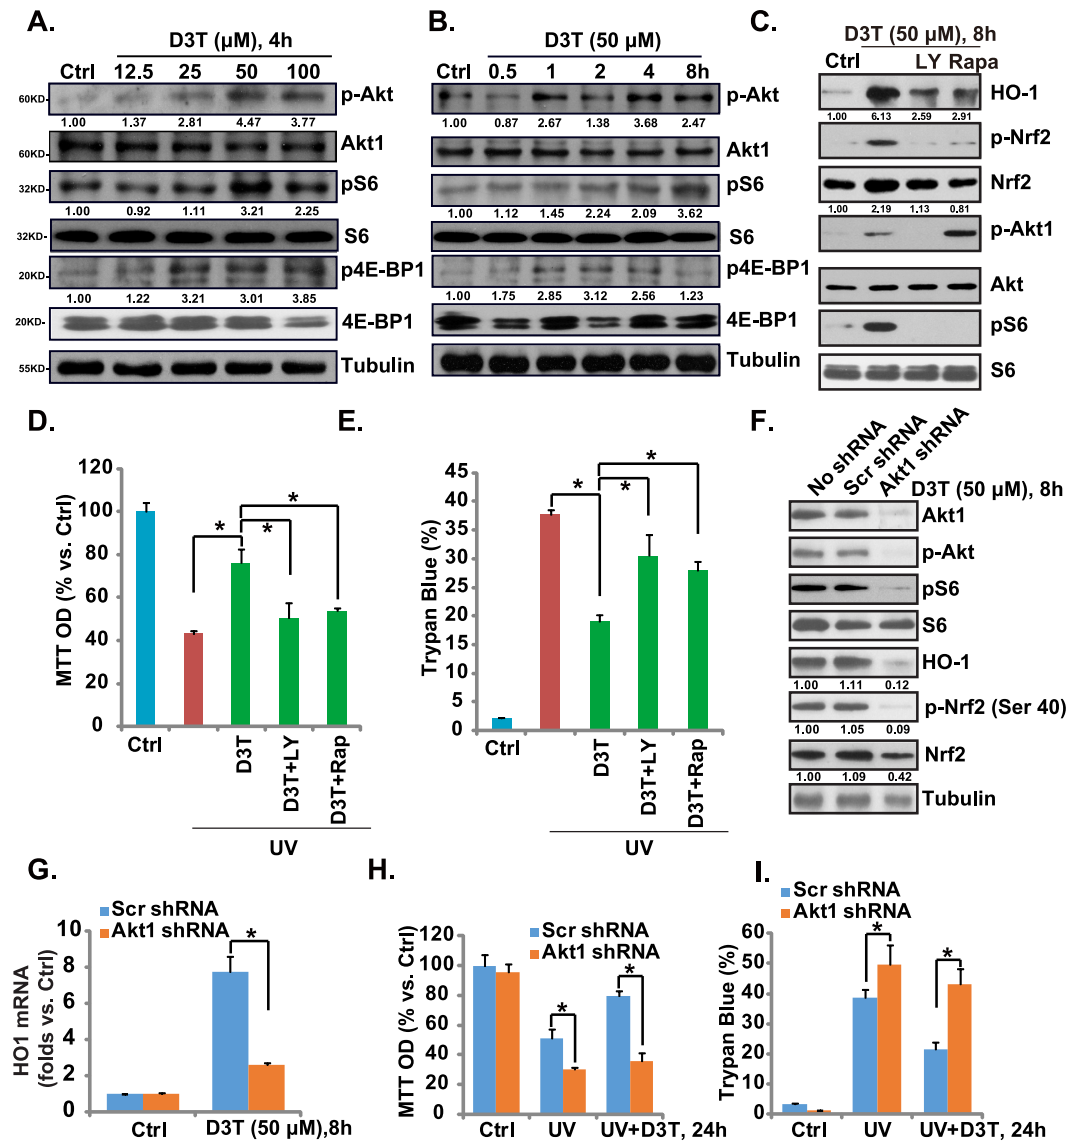 A.
D3T (µM), 4h
Ctrl 12.5 25 50 100
60KD- p-Akt
1.00 1.37 2.81 4.47 3.77
60KD- Akt1
32KD- pS6
1.00 0.92 1.11 3.21 2.25
32KD- S6
20KD- p4E-BP1
1.00 1.22 3.21 3.01 3.85
20KD- 4E-BP1
55KD- Tubulin
B.
D3T (50 µM)
Ctrl 0.5 1 2 4 8h
p-Akt
1.00 0.87 2.67 1.38 3.68 2.47
Akt1
pS6
1.00 1.12 1.45 2.24 2.09 3.62
S6
p4E-BP1
1.00 1.75 2.85 3.12 2.56 1.23
4E-BP1
Tubulin
C.
D3T (50 µM), 8h
Ctrl LY Rapa
HO-1
1.00 6.13 2.59 2.91
p-Nrf2
Nrf2
1.00 2.19 1.13 0.81
p-Akt1
Akt
pS6
S6
D.
MTT OD (% vs. Ctrl)
120
100
80
60
40
20
0
* * *
Ctrl D3T D3T+LY D3T+Rap
UV
E.
Trypan Blue (%)
45
40
35
30
25
20
15
10
5
0
* * *
Ctrl D3T D3T+LY D3T+Rap
UV
F.
No shRNA Scr shRNA Akt1 shRNA
D3T (50 µM), 8h
Akt1
p-Akt
pS6
S6
HO-1
1.00 1.11 0.12
p-Nrf2 (Ser 40)
1.00 1.05 0.09
Nrf2
1.00 1.09 0.42
Tubulin
G.
Scr shRNA
Akt1 shRNA
HO1 mRNA
(folds vs. Ctrl)
10
8
6
4
2
0
*
Ctrl D3T (50 µM),8h
H.
Scr shRNA
Akt1 shRNA
MTT OD (% vs. Ctrl)
120
100
80
60
40
20
0
* *
Ctrl UV UV+D3T, 24h
I.
Scr shRNA
Akt1 shRNA
Trypan Blue (%)
60
50
40
30
20
10
0
* *
Ctrl UV UV+D3T, 24h